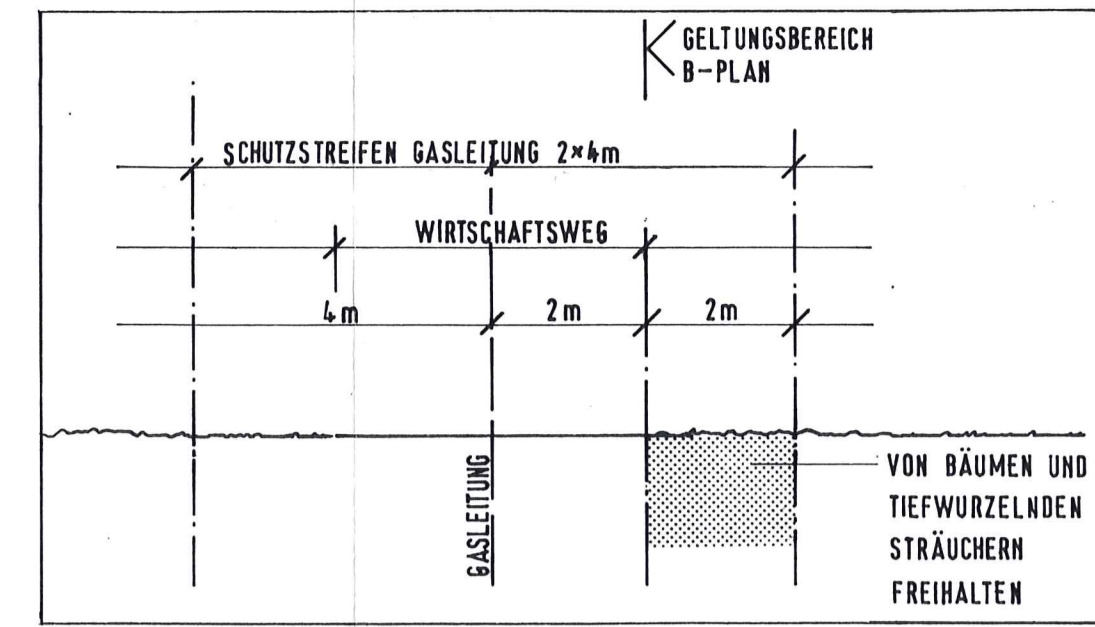 GELTUNGSBEREICH
B-PLAN
SCHUTZSTREIFEN GASLEITUNG 2×4m
WIRTSCHAFTSWEG
4m
2m
2m
GASLEITUNG
VON BÄUMEN UND
TIEFWURZELNDEN
STRÄUCHERN
FREIHALTEN